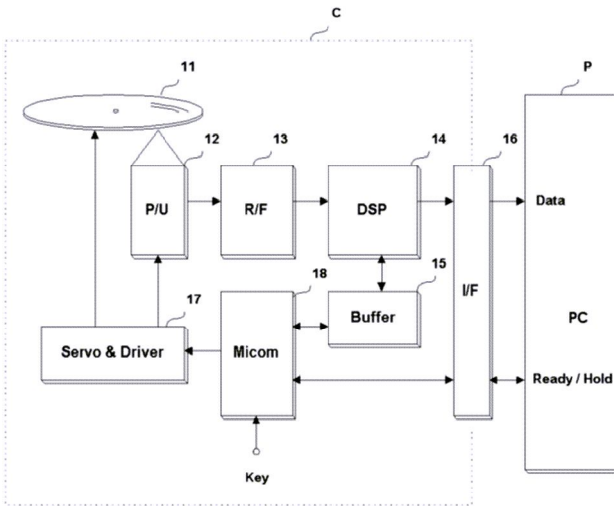 C
11
P
12
13
14
16
P/U
R/F
DSP
Data
18
15
I/F
17
Buffer
PC
Servo & Driver
Micom
Ready / Hold
Key